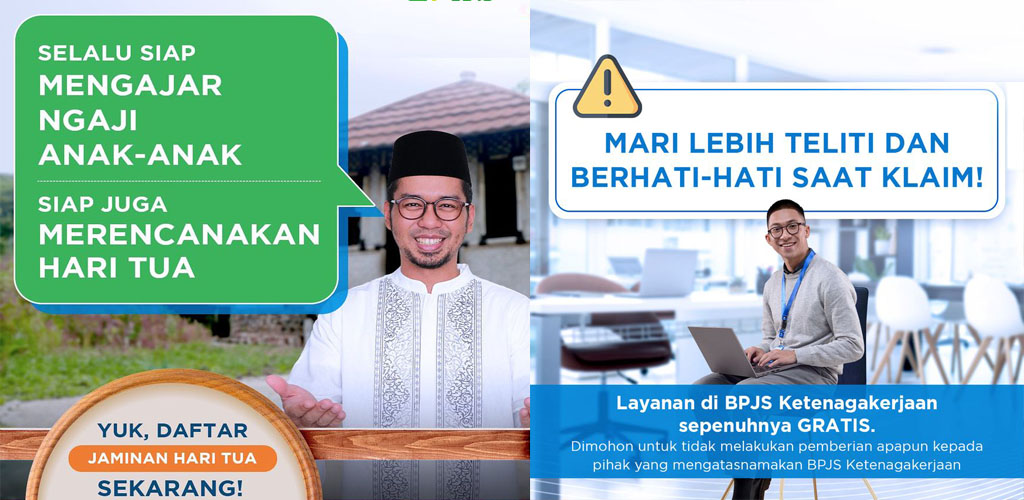 SELALU SIAP
MENGAJAR
NGAJI
ANAK-ANAK
SIAP JUGA
MERENCANAKAN
HARI TUA
YUK, DAFTAR
JAMINAN HARI TUA
SEKARANG!
MARI LEBIH TELITI DAN
BERHATI-HATI SAAT KLAIM!
Layanan di BPJS Ketenagakerjaan
sepenuhnya GRATIS.
Dimohon untuk tidak melakukan pemberian apapun kepada
pihak yang mengatasnamakan BPJS Ketenagakerjaan